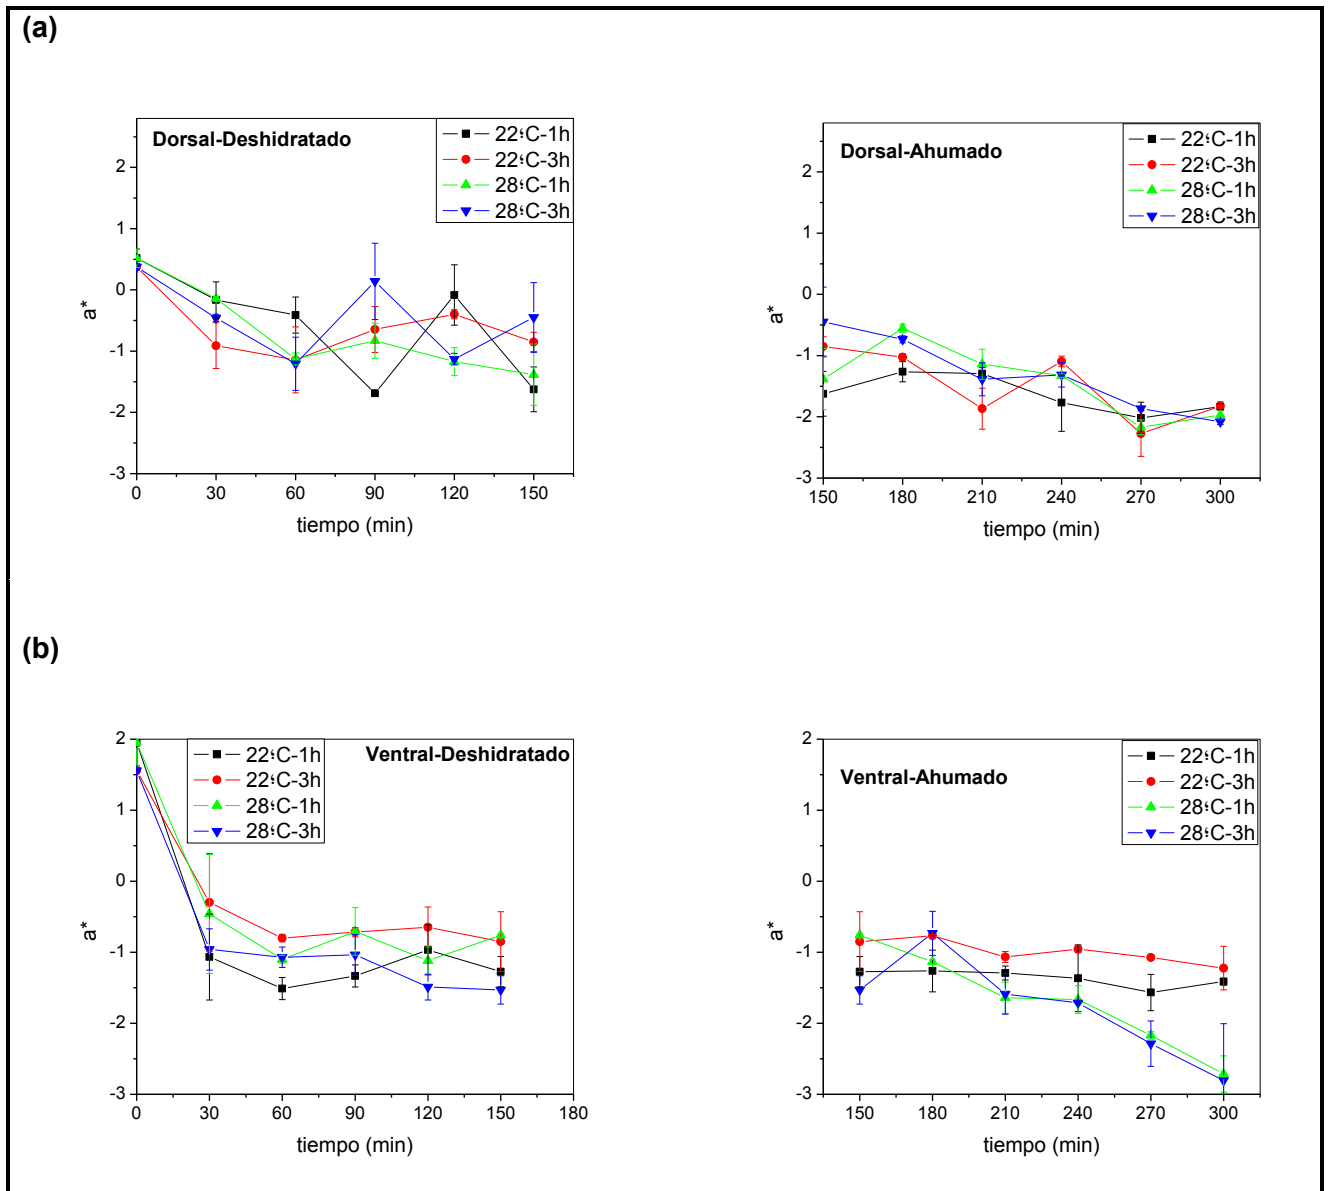 (a)
Dorsal-Deshidratado
22ºC-1h
22ºC-3h
28ºC-1h
28ºC-3h
2
1
0
-1
-2
-3
a*
0 30 60 90 120 150
tiempo (min)
Dorsal-Ahumado
22ºC-1h
22ºC-3h
28ºC-1h
28ºC-3h
2
1
0
-1
-2
-3
a*
150 180 210 240 270 300
tiempo (min)
(b)
Ventral-Deshidratado
22ºC-1h
22ºC-3h
28ºC-1h
28ºC-3h
2
1
0
-1
-2
-3
a*
0 30 60 90 120 150 180
tiempo (min)
Ventral-Ahumado
22ºC-1h
22ºC-3h
28ºC-1h
28ºC-3h
2
1
0
-1
-2
-3
a*
150 180 210 240 270 300
tiempo (min)